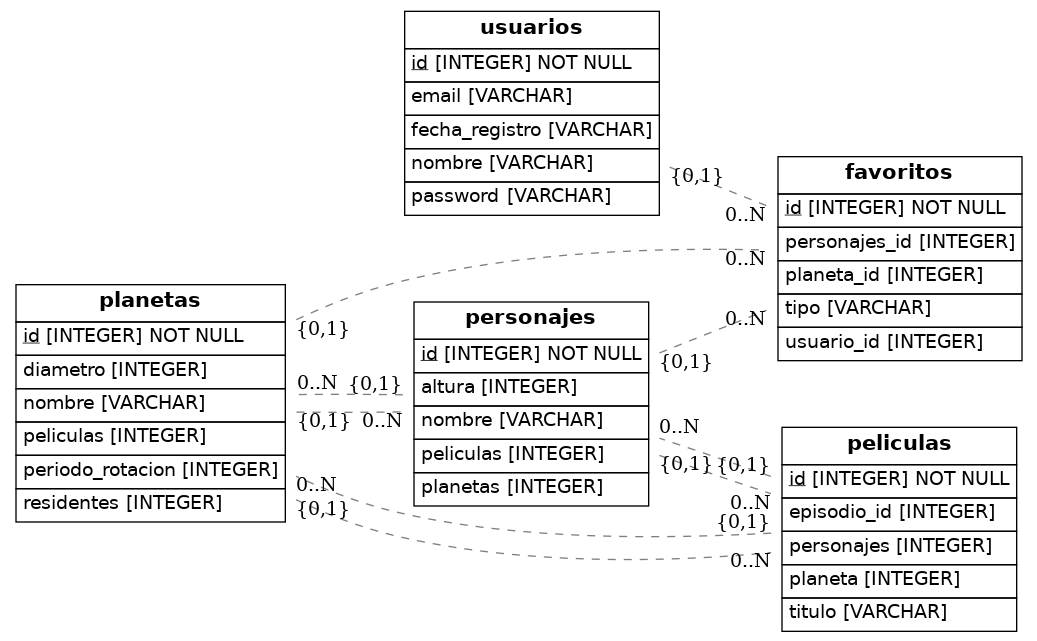 usuarios
id [INTEGER] NOT NULL
email [VARCHAR]
fecha_registro [VARCHAR]
nombre [VARCHAR]
password [VARCHAR]
favoritos
id [INTEGER] NOT NULL
personajes_id [INTEGER]
planeta_id [INTEGER]
tipo [VARCHAR]
usuario_id [INTEGER]
{0,1}
0..N
0..N
0..N
planetas
id [INTEGER] NOT NULL
diametro [INTEGER]
nombre [VARCHAR]
peliculas [INTEGER]
periodo_rotacion [INTEGER]
residentes [INTEGER]
{0,1}
0..N {0,1}
{0,1} 0..N
0..N
{0,1}
personajes
id [INTEGER] NOT NULL
altura [INTEGER]
nombre [VARCHAR]
peliculas [INTEGER]
planetas [INTEGER]
{0,1}
0..N
{0,1} {0,1}
0..N
{0,1}
0..N
peliculas
id [INTEGER] NOT NULL
episodio_id [INTEGER]
personajes [INTEGER]
planeta [INTEGER]
titulo [VARCHAR]